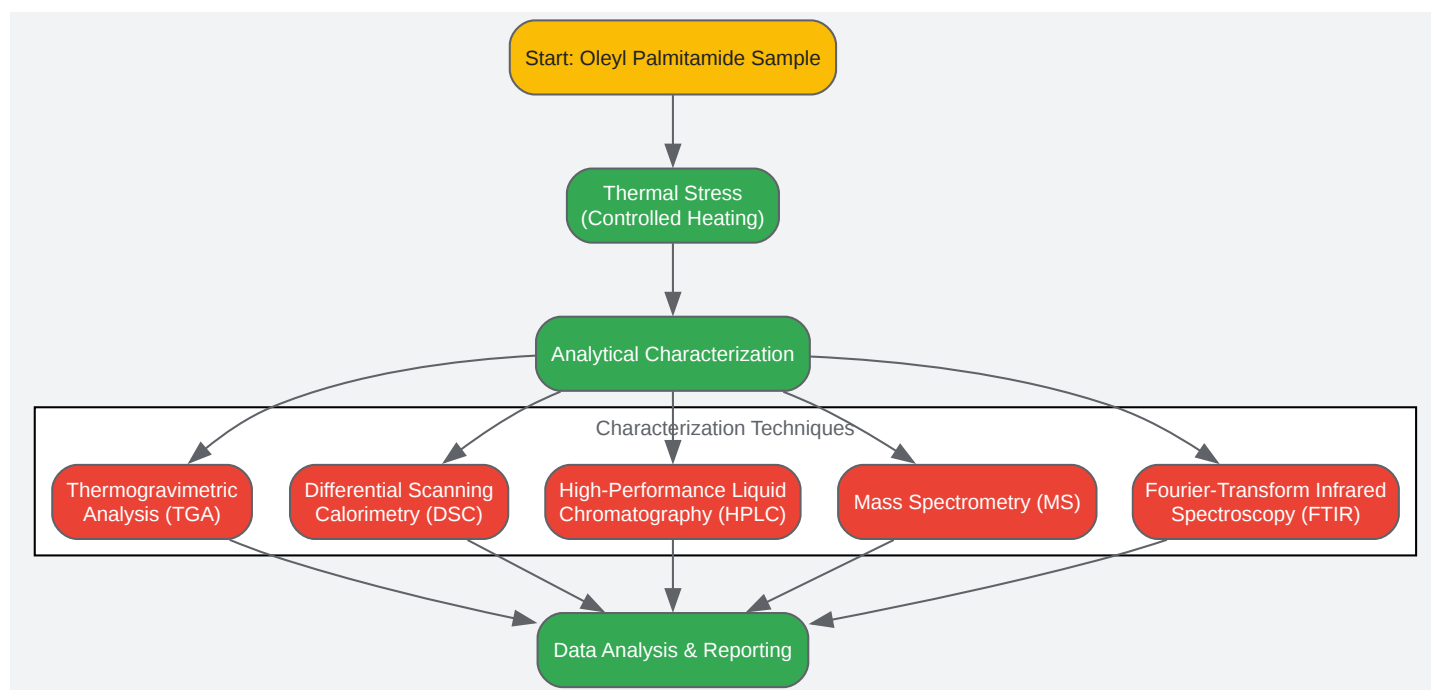 Start: Oleyl Palmitamide Sample
Thermal Stress
(Controlled Heating)
Analytical Characterization
Characterization Techniques
Thermogravimetric
Analysis (TGA)
Differential Scanning
Calorimetry (DSC)
High-Performance Liquid
Chromatography (HPLC)
Mass Spectrometry (MS)
Fourier-Transform Infrared
Spectroscopy (FTIR)
Data Analysis & Reporting